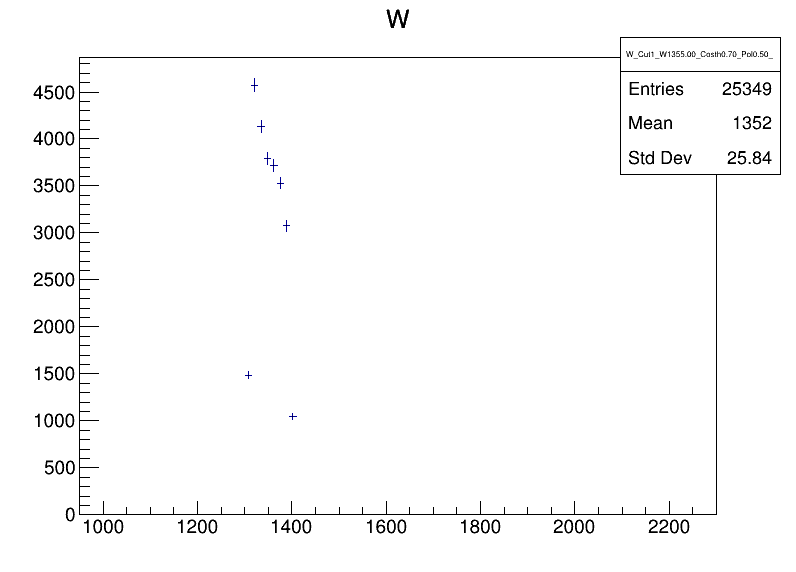 W
W_Cut1_W1355.00_Costh0.70_Pol0.50_
Entries 25349
Mean 1352
Std Dev 25.84
4500
4000
3500
3000
2500
2000
1500
1000
500
0
1000 1200 1400 1600 1800 2000 2200